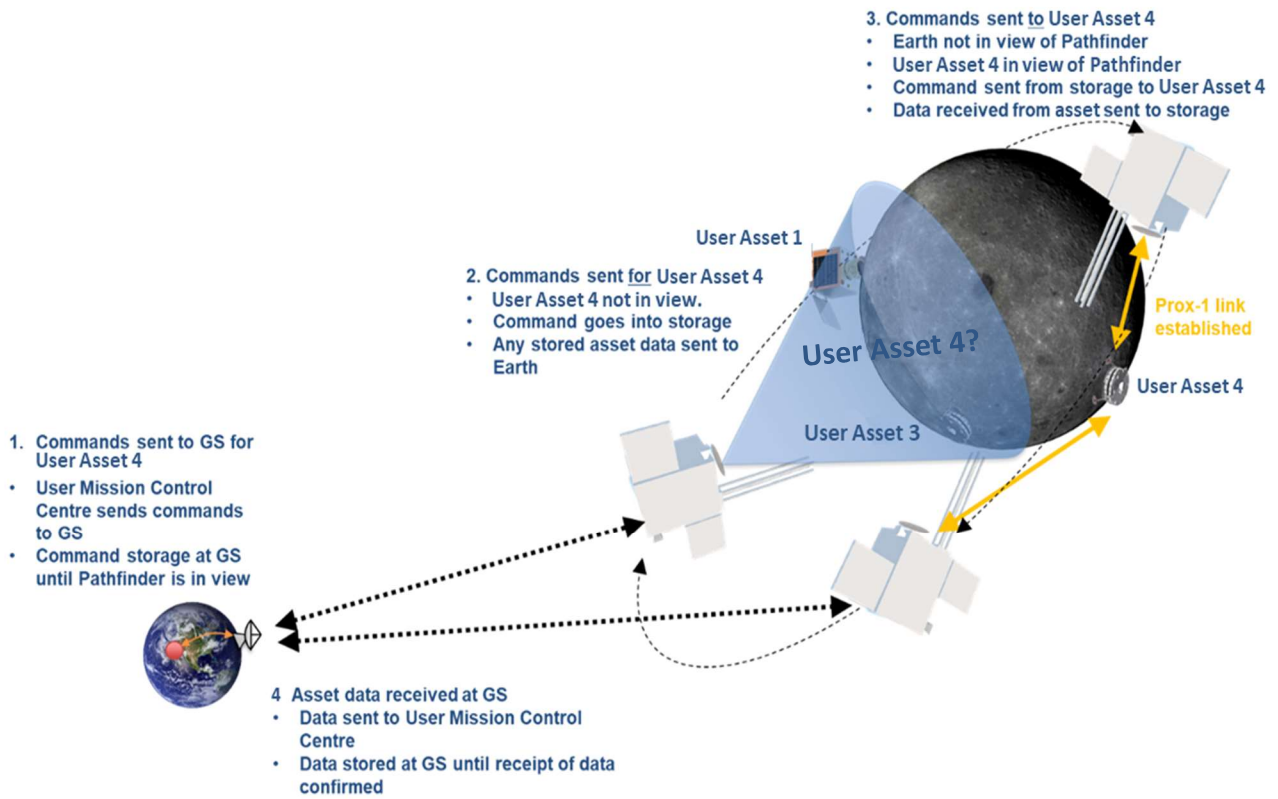 3. Commands sent to User Asset 4
• Earth not in view of Pathfinder
• User Asset 4 in view of Pathfinder
• Command sent from storage to User Asset 4
• Data received from asset sent to storage
User Asset 1
2. Commands sent for User Asset 4
• User Asset 4 not in view.
• Command goes into storage
• Any stored asset data sent to
Earth
Prox-1 link
established
User Asset 4?
User Asset 4
User Asset 3
1. Commands sent to GS for
User Asset 4
• User Mission Control
Centre sends commands
to GS
• Command storage at GS
until Pathfinder is in view
4 Asset data received at GS
• Data sent to User Mission Control
Centre
• Data stored at GS until receipt of data
confirmed